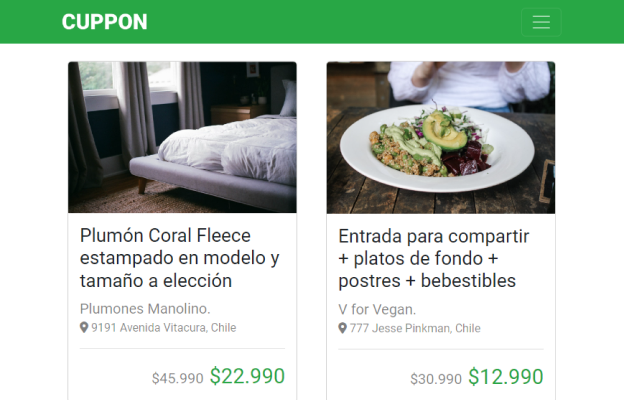 CUPPON
Plumón Coral Fleece
estampado en modelo y
tamaño a elección
Plumones Manolino.
9191 Avenida Vitacura, Chile
$45.990 $22.990
Entrada para compartir
+ platos de fondo +
postres + bebestibles
V for Vegan.
777 Jesse Pinkman, Chile
$30.990 $12.990